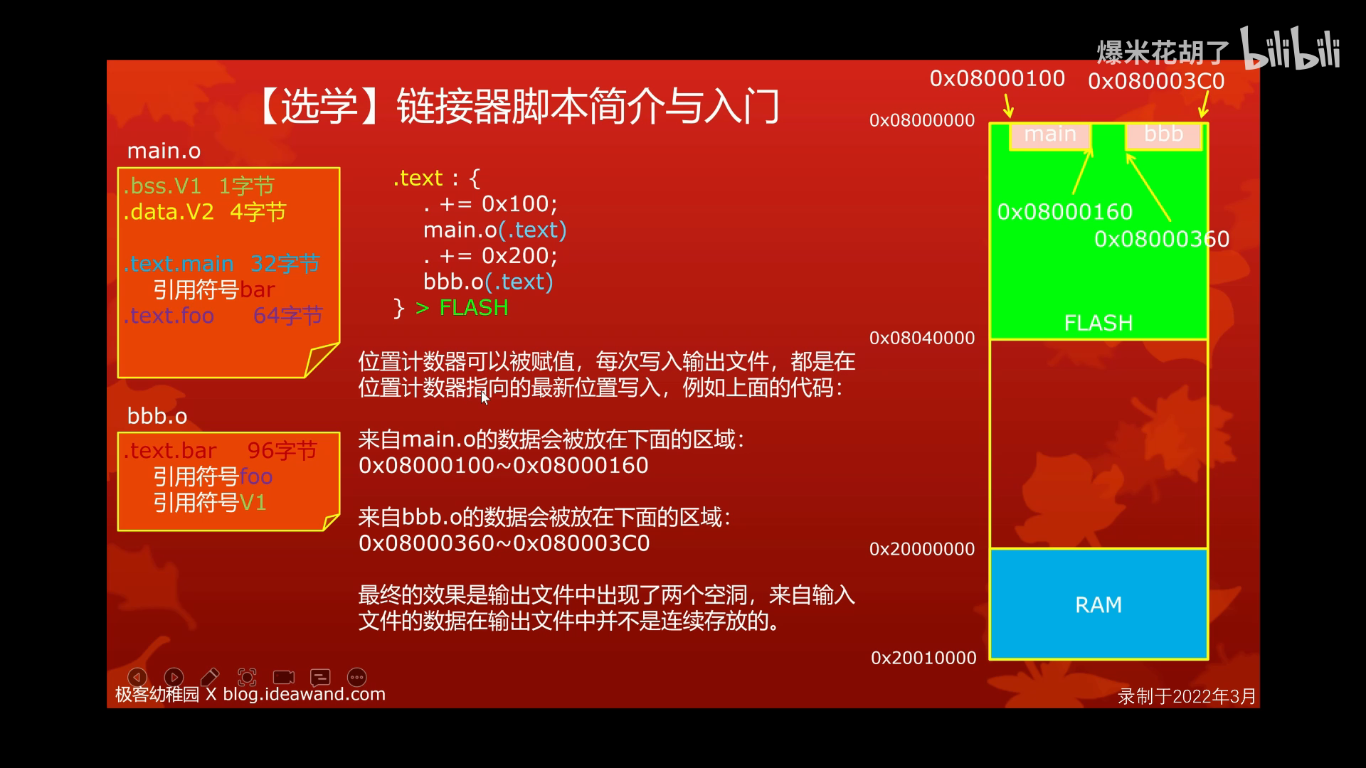 爆米花胡了 bilibili
【选学】链接器脚本简介与入门
main.o
.bss.V1 1字节
.data.V2 4字节
.text.main 32字节
引用符号bar
.text.foo 64字节
bbb.o
.text.bar 96字节
引用符号foo
引用符号V1
.text : {
. += 0x100;
main.o(.text)
. += 0x200;
bbb.o(.text)
} > FLASH
位置计数器可以被赋值，每次写入输出文件，都是在
位置计数器指向的最新位置写入，例如上面的代码：
来自main.o的数据会被放在下面的区域：
0x08000100~0x08000160
来自bbb.o的数据会被放在下面的区域：
0x08000360~0x080003C0
最终的效果是输出文件中出现了两个空洞，来自输入
文件的数据在输出文件中并不是连续存放的。
0x08000100 0x080003C0
0x08000000
main bbb
0x08000160
0x08000360
FLASH
0x08040000
0x20000000
RAM
0x20010000
极客幼稚园 X blog.ideawand.com
录制于2022年3月